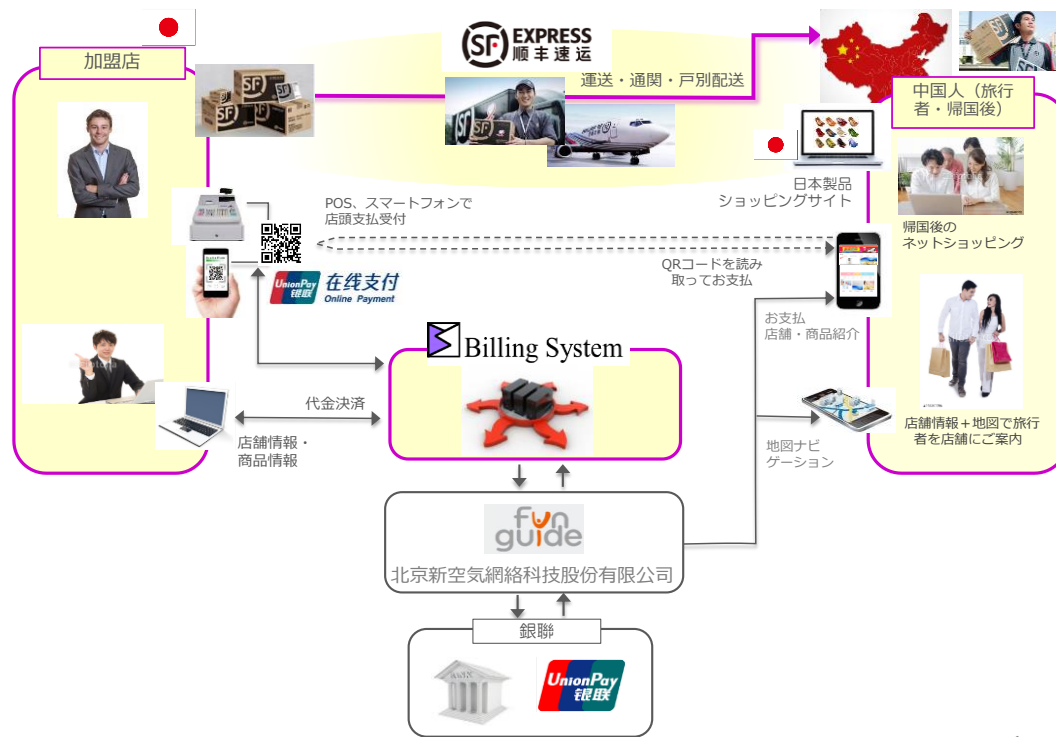 加盟店
SF EXPRESS
顺丰速运
運送・通関・戸別配送
中国人（旅行
者・帰国後）
日本製品
ショッピングサイト
POS、スマートフォンで
店頭支払受付
帰国後の
ネットショッピング
QRコードを読み
取ってお支払
UnionPay
银联
在线支付
Online Payment
お支払
店舗・商品紹介
Billing System
代金決済
店舗情報・
商品情報
地図ナビ
ゲーション
店舗情報＋地図で旅行
者を店舗にご案内
fun
guide
北京新空気網絡科技股份有限公司
銀聯
UnionPay
银联